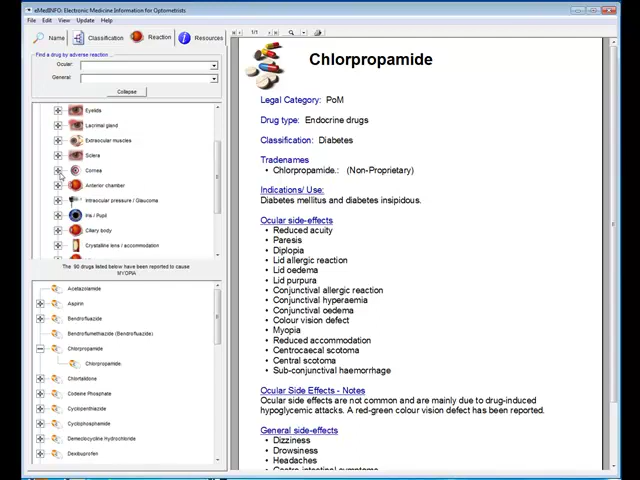 eMedINFO: Electronic Medicine Information for Optometrists
File Edit View Update Help
Name Classification Reaction Resources
1/1
Find a drug by adverse reaction ...
Ocular:
General:
Collapse
Eyelids
Lacrimal gland
Extraocular muscles
Sclera
Cornea
Anterior chamber
Intraocular pressure / Glaucoma
Iris / Pupil
Ciliary body
Crystalline lens / accommodation
The 90 drugs listed below have been reported to cause
MYOPIA
Acetazolamide
Aspirin
Bendrofluazide
Bendroflumethiazide (Bendrofluazide)
Chlorpropamide
Chlorpropamide
Chlortalidone
Codeine Phosphate
Cyclopenthiazide
Cyclophosphamide
Demeclocycline Hydrochloride
Dexibuprofen
Chlorpropamide
Legal Category: PoM
Drug type: Endocrine drugs
Classification: Diabetes
Tradenames
• Chlorpropamide.: (Non-Proprietary)
Indications/ Use:
Diabetes mellitus and diabetes insipidus.
Ocular side-effects
• Reduced acuity
• Paresis
• Diplopia
• Lid allergic reaction
• Lid oedema
• Lid purpura
• Conjunctival allergic reaction
• Conjunctival hyperaemia
• Conjunctival oedema
• Colour vision defect
• Myopia
• Reduced accommodation
• Centrocaecal scotoma
• Central scotoma
• Sub-conjunctival haemorrhage
Ocular Side Effects - Notes
Ocular side effects are not common and are mainly due to drug-induced
hypoglycemic attacks. A red-green colour vision defect has been reported.
General side-effects
• Dizziness
• Drowsiness
• Headaches
• Gastro-intestinal symptoms